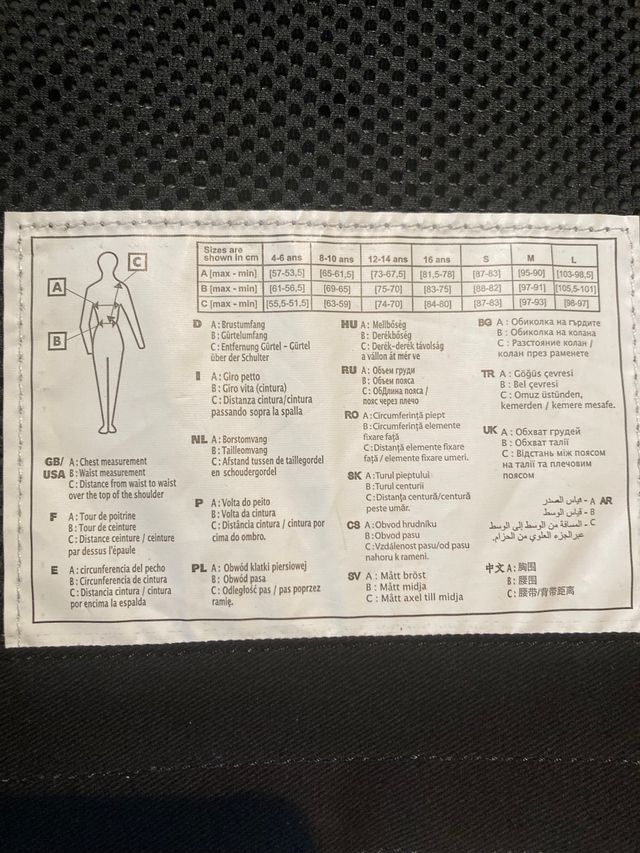 A
B
C
Sizes are shown in cm 4-6 ans 8-10 ans 12-14 ans 16 ans S M L
A [max - min] [57-53,5] [65-61,5] [73-67,5] [81,5-78] [87-83] [95-90] [103-98,5]
B [max - min] [61-56,5] [69-65] [75-70] [83-75] [88-82] [97-91] [105,5-101]
C [max - min] [55,5-51,5] [63-59] [74-70] [84-80] [87-83] [97-93] [98-97]
GB/ A: Chest measurement
USA B: Waist measurement
C: Distance from waist to waist
over the top of the shoulder
F A: Tour de poitrine
B: Tour de ceinture
C: Distance ceinture / ceinture
par dessus l'épaule
E A: circunferencia del pecho
B: Circunferencia de cintura
C: Distancia cintura / cintura
por encima la espalda
D A: Brustumfang
B: Gürtelumfang
C: Entfernung Gürtel – Gürtel
über der Schulter
I A: Giro petto
B: Giro vita (cintura)
C: Distanza cintura/cintura
passando sopra la spalla
NL A: Borstomvang
B: Tailleomvang
C: Afstand tussen de taillegordel
en schoudergordel
P A: Volta do peito
B: Volta da cintura
C: Distância cintura / cintura por
cima do ombro.
PL A: Obwód klatki piersiowej
B: Obwód pasa
C: Odległość pas / pas poprzez
ramię.
HU A: Mellbőség
B: Derékbőség
C: Derék-derék távolság
a vállon át mér ve
RU A: Объем груди
B: Объем пояса
C: Обдлина пояса /
пояс через плечо
RO A: Circumferinţă piept
B: Circumferinţă elemente
fixare faţă
C: Distanţă elemente fixare
faţă / elemente fixare umeri.
SK A: Turul pieptului
B: Turul centurii
C: Distanţa centură/centură
peste umăr.
CS A: Obvod hrudníku
B: Obvod pasu
C: Vzdálenost pasu/od pasu
nahoru k rameni.
SV A: Mått bröst
B: Mått midja
C: Mått axel till midja
BG A: Обиколка на гърдите
B: Обиколка на колана
C: Разстояние колан /
колан през раменете
TR A: Göğüs çevresi
B: Bel çevresi
C: Omuz üstünden,
kemerden / kemere mesafe.
UK A: Обхват грудей
B: Обхват талії
C: Відстань між поясом
на талії та плечовим
поясом
AR A - قياس الصدر
B - قياس الوسط
C - المسافة من الوسط إلى الوسط
عبر الجزء العلوي من الحزام.
中文 A: 胸围
B: 腰围
C: 腰带/背带距离